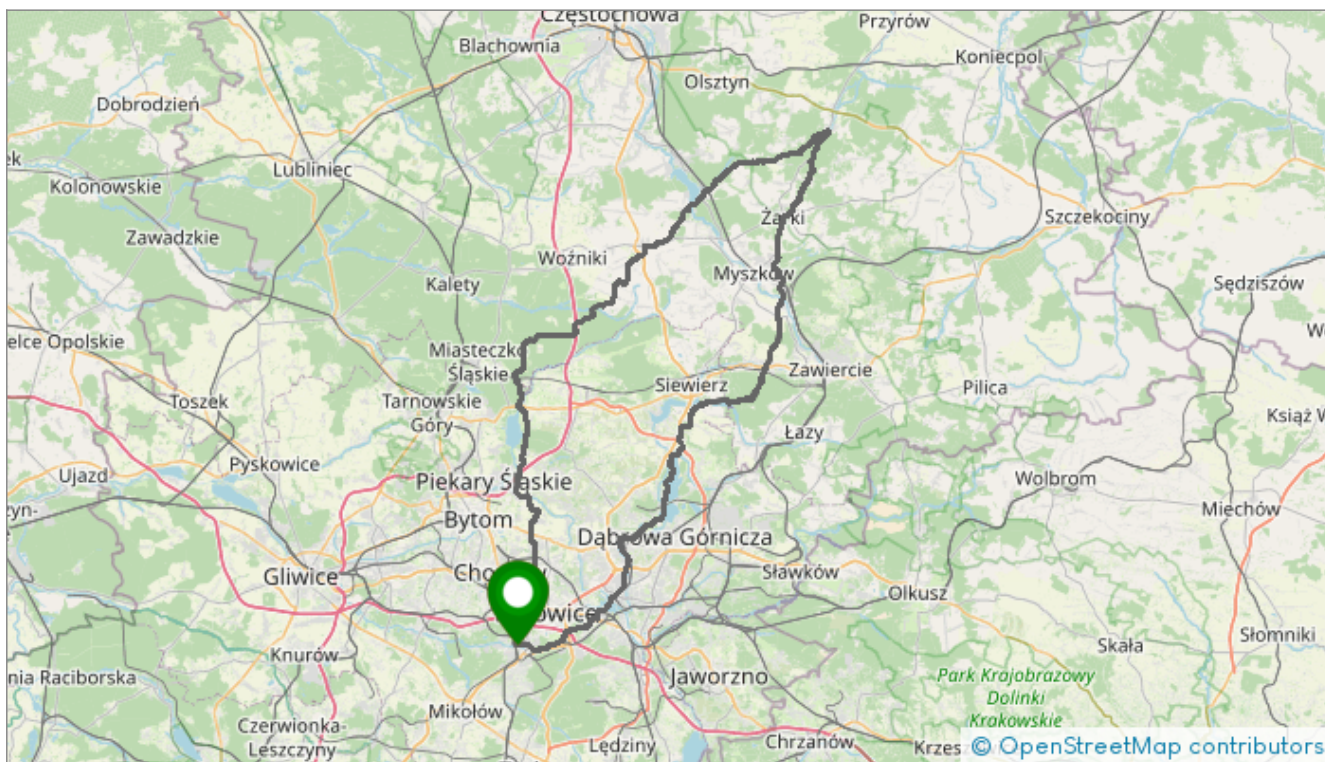 Częstochowa
Przyrów
Blachownia
Koniecpol
Olsztyn
Dobrodzień
Lubliniec
Kolonowskie
Żarki
Szczekociny
Zawadzkie
Woźniki
Myszków
Kalety
Sędziszów
Miasteczko
Śląskie
Siewierz
Zawiercie
Pilica
Toszek
Tarnowskie
Góry
Łazy
Ujazd
Pyskowice
Piekary Śląskie
Wolbrom
Miechów
Bytom
Dąbrowa Górnicza
Gliwice
Sławków
Olkusz
Słomniki
Skała
Knurów
Jaworzno
Park Krajobrazowy
Dolinki
Krakowskie
Mikołów
Czerwionka-
Leszczyny
Lędziny
Chrzanów
© OpenStreetMap contributors